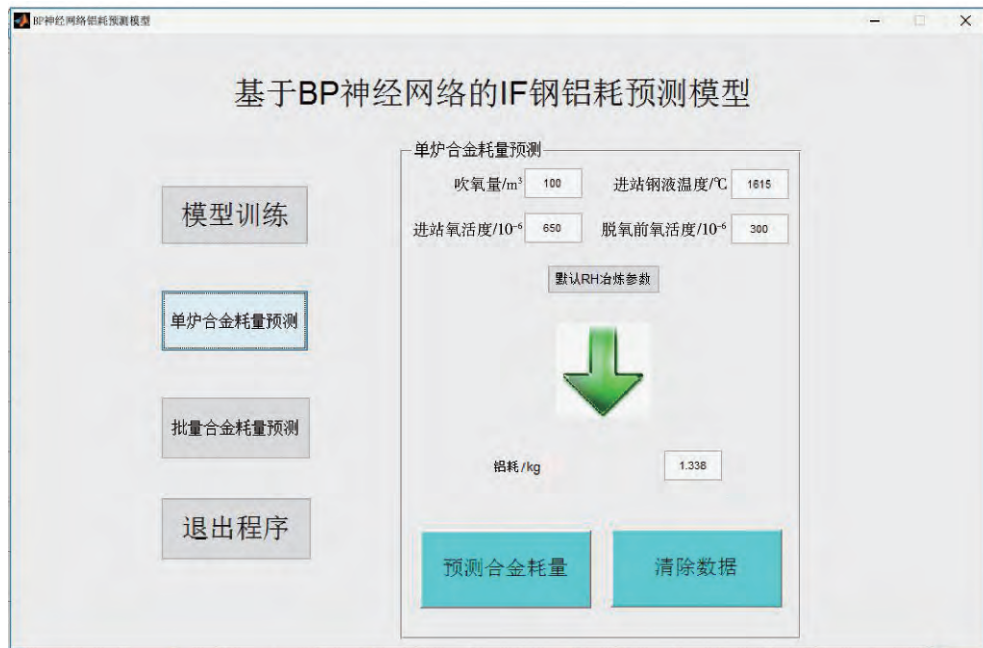 BP神经网络铝耗预测模型
基于BP神经网络的IF钢铝耗预测模型
模型训练
单炉合金耗量预测
批量合金耗量预测
退出程序
单炉合金耗量预测
吹氧量/m³ 100 进站钢液温度/℃ 1615
进站氧活度/10⁻⁶ 650 脱氧前氧活度/10⁻⁶ 300
默认RH冶炼参数
铝耗/kg 1.338
预测合金耗量 清除数据